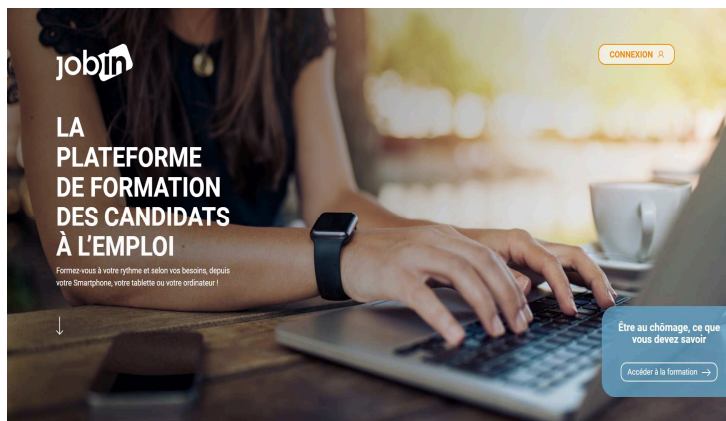 jobin
CONNEXION
LA
PLATEFORME
DE FORMATION
DES CANDIDATS
À L'EMPLOI
Formez-vous à votre rythme et selon vos besoins, depuis
votre Smartphone, votre tablette ou votre ordinateur !
Être au chômage, ce que
vous devez savoir
Accéder à la formation